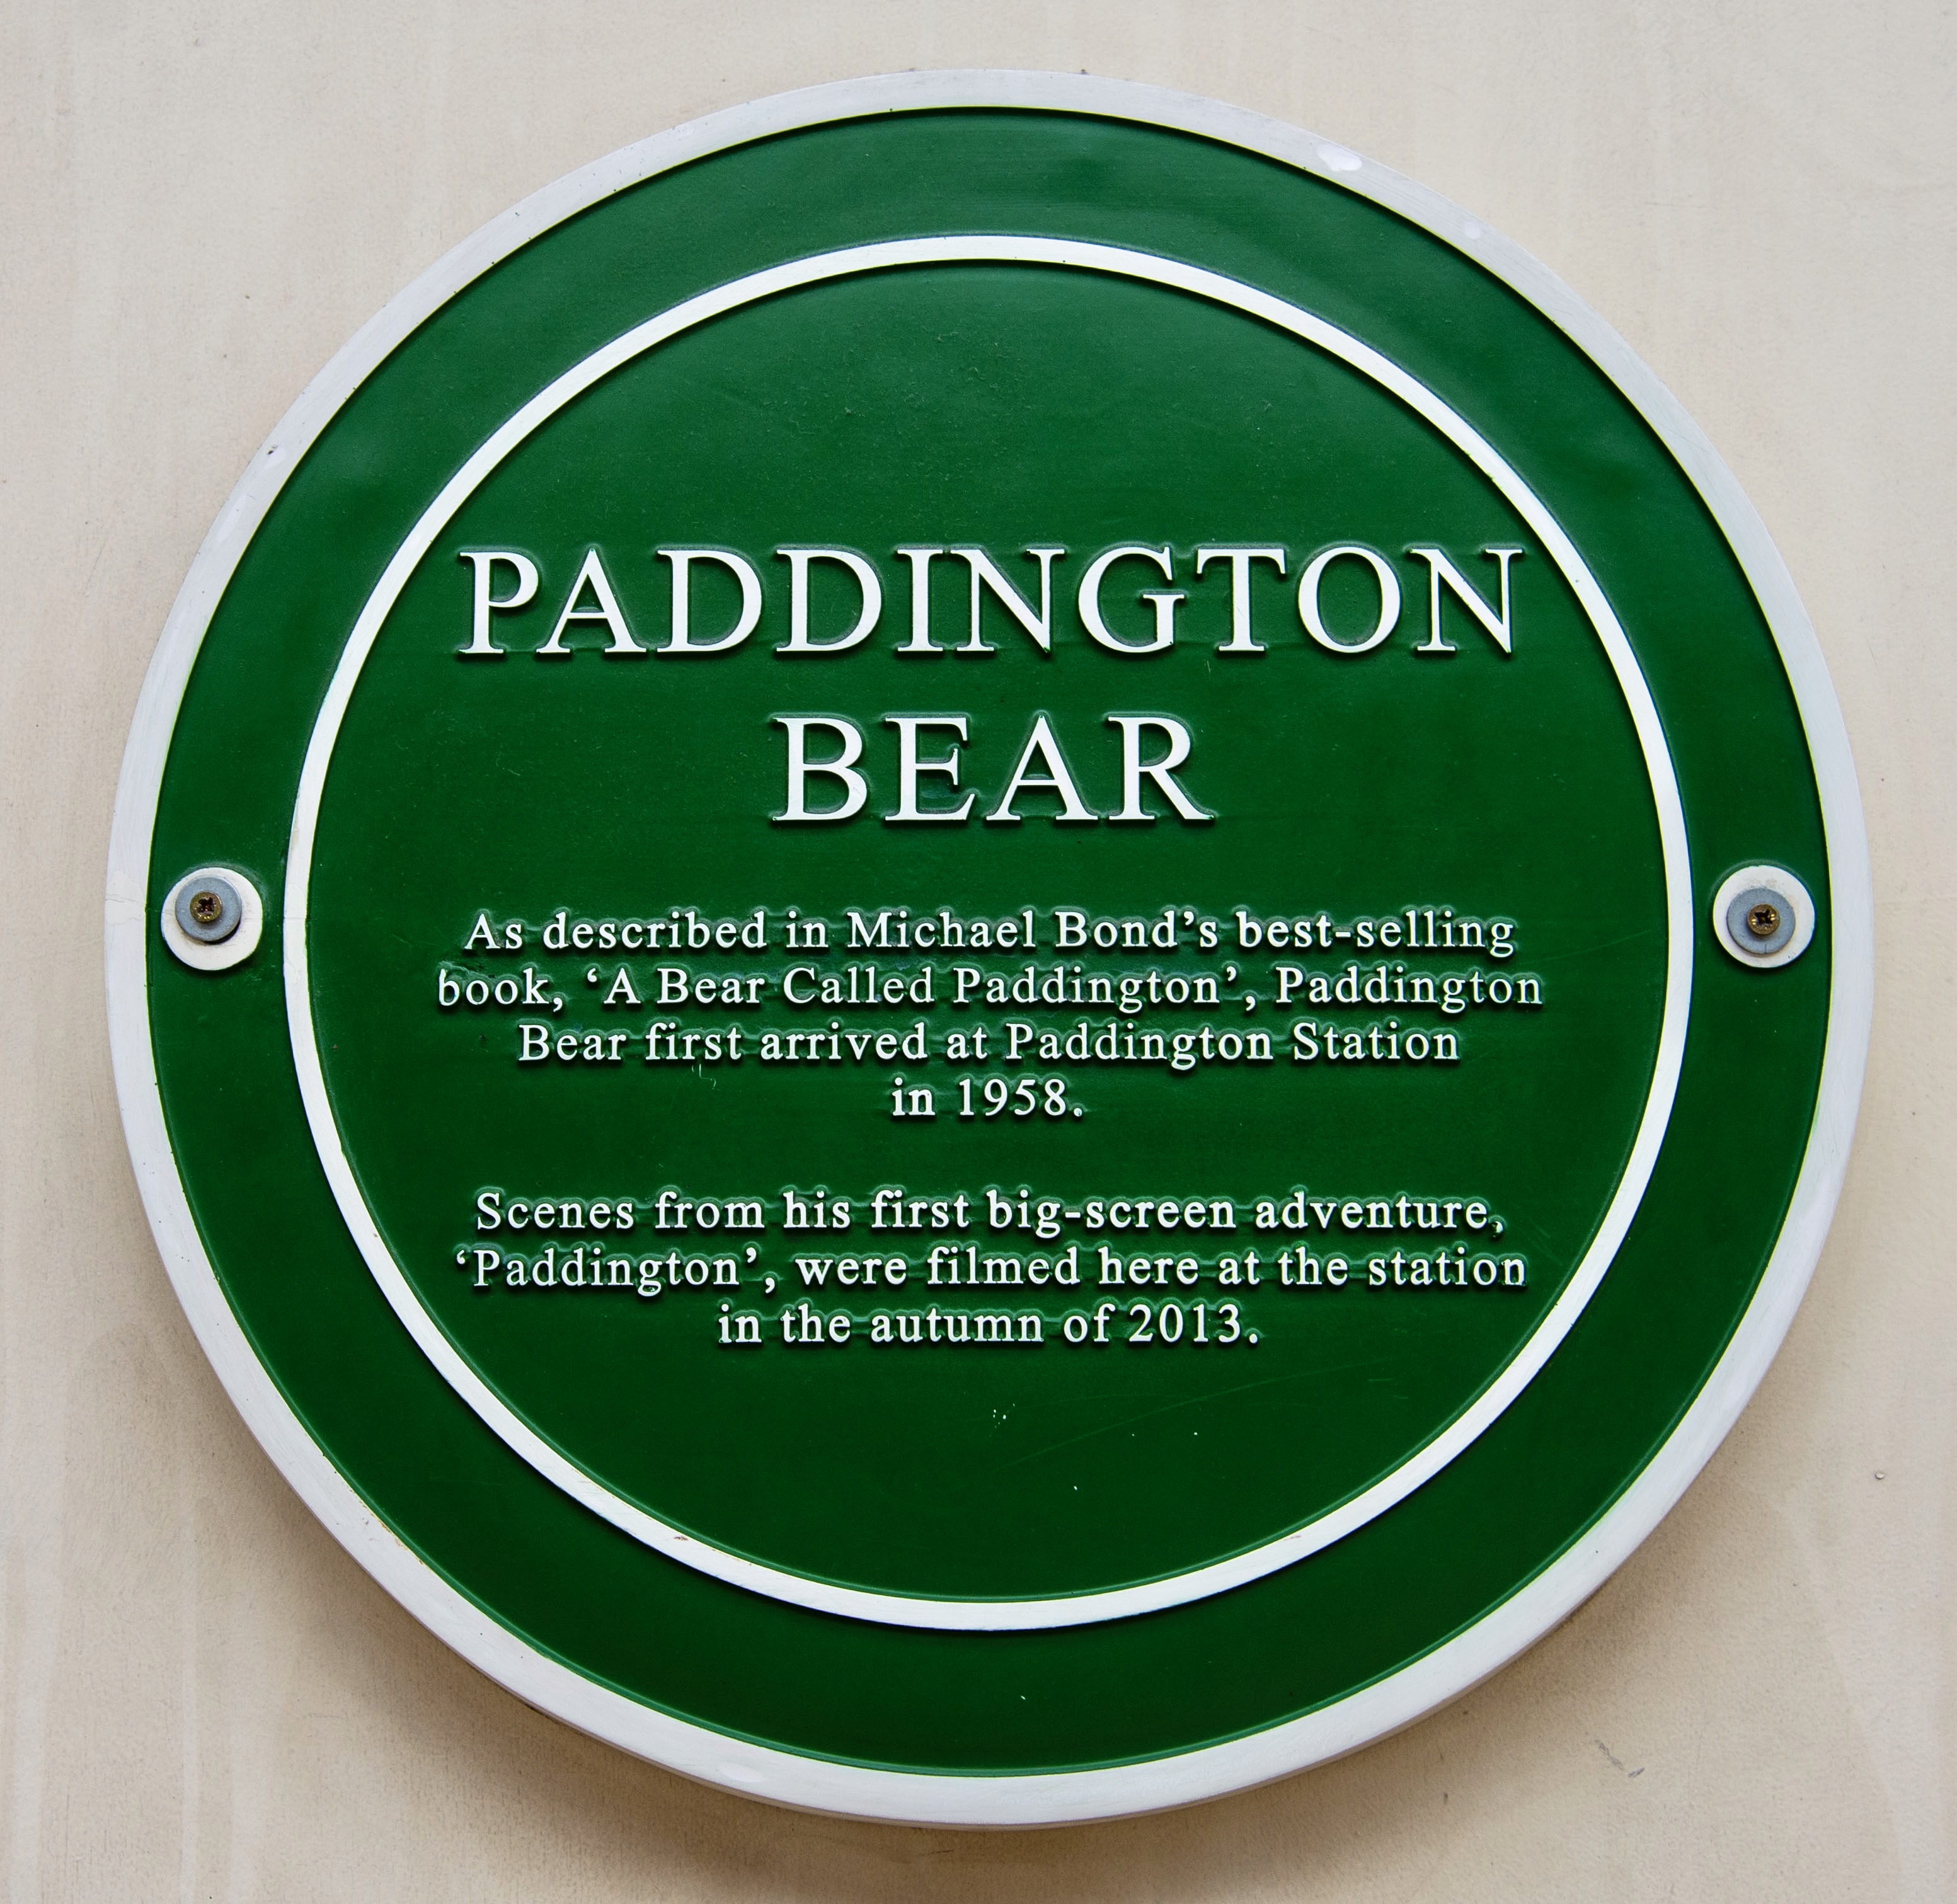 PADDINGTON
BEAR
As described in Michael Bond’s best-selling
book, ‘A Bear Called Paddington’, Paddington
Bear first arrived at Paddington Station
in 1958.
Scenes from his first big-screen adventure,
‘Paddington’, were filmed here at the station
in the autumn of 2013.